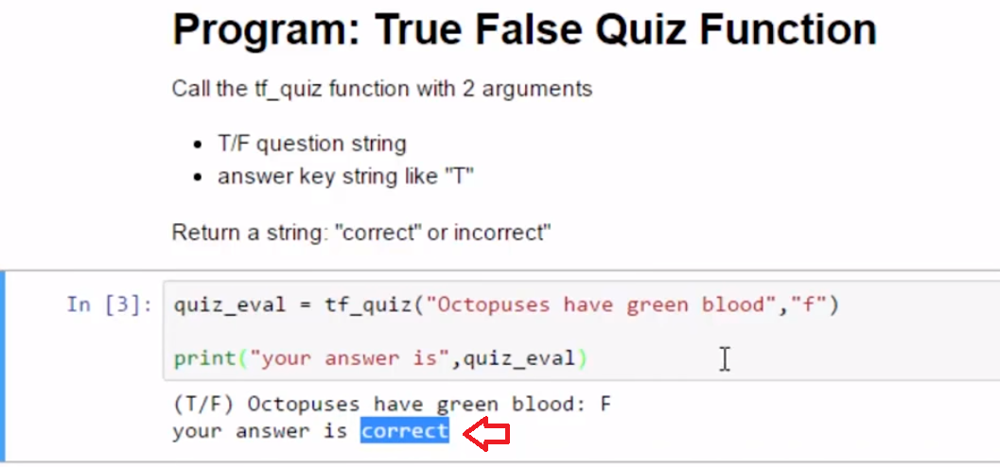 Program: True False Quiz Function
Call the tf_quiz function with 2 arguments
• T/F question string
• answer key string like "T"
Return a string: "correct" or incorrect"
In [3]: quiz_eval = tf_quiz("Octopuses have green blood","f")
print("your answer is",quiz_eval)
(T/F) Octopuses have green blood: F
your answer is correct